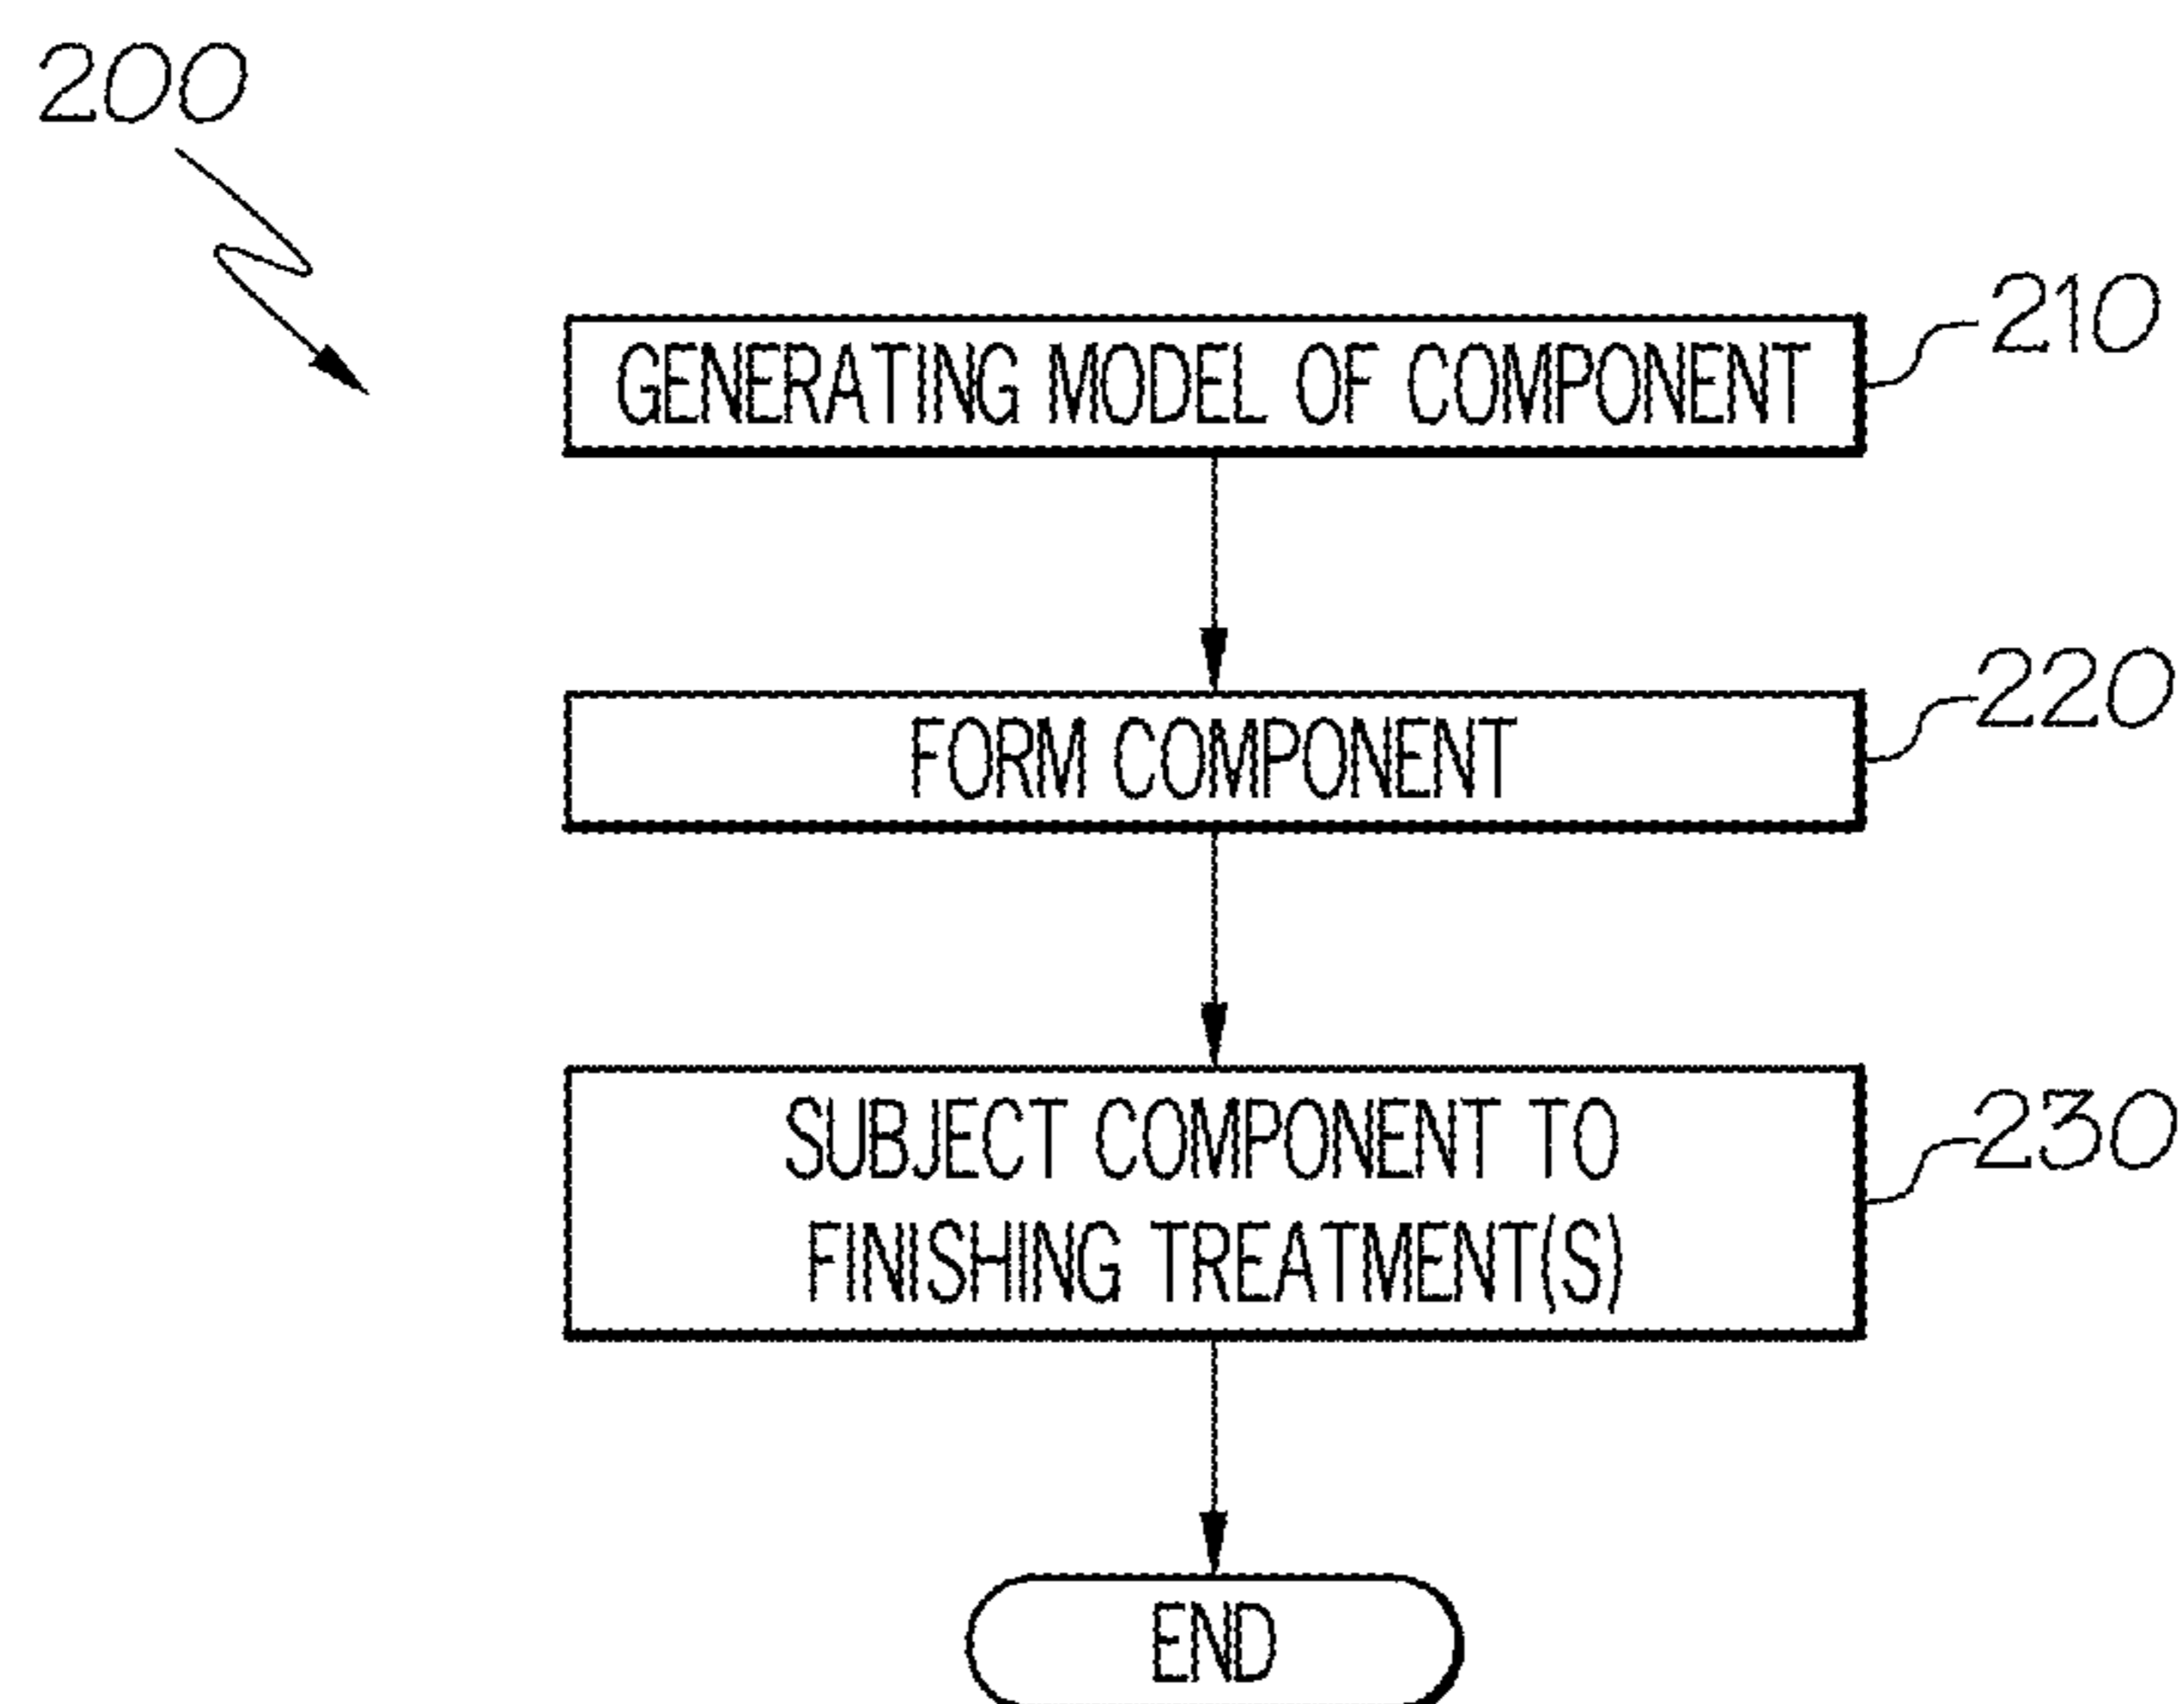 200
GENERATING MODEL OF COMPONENT
210
FORM COMPONENT
220
SUBJECT COMPONENT TO
FINISHING TREATMENT(S)
230
END